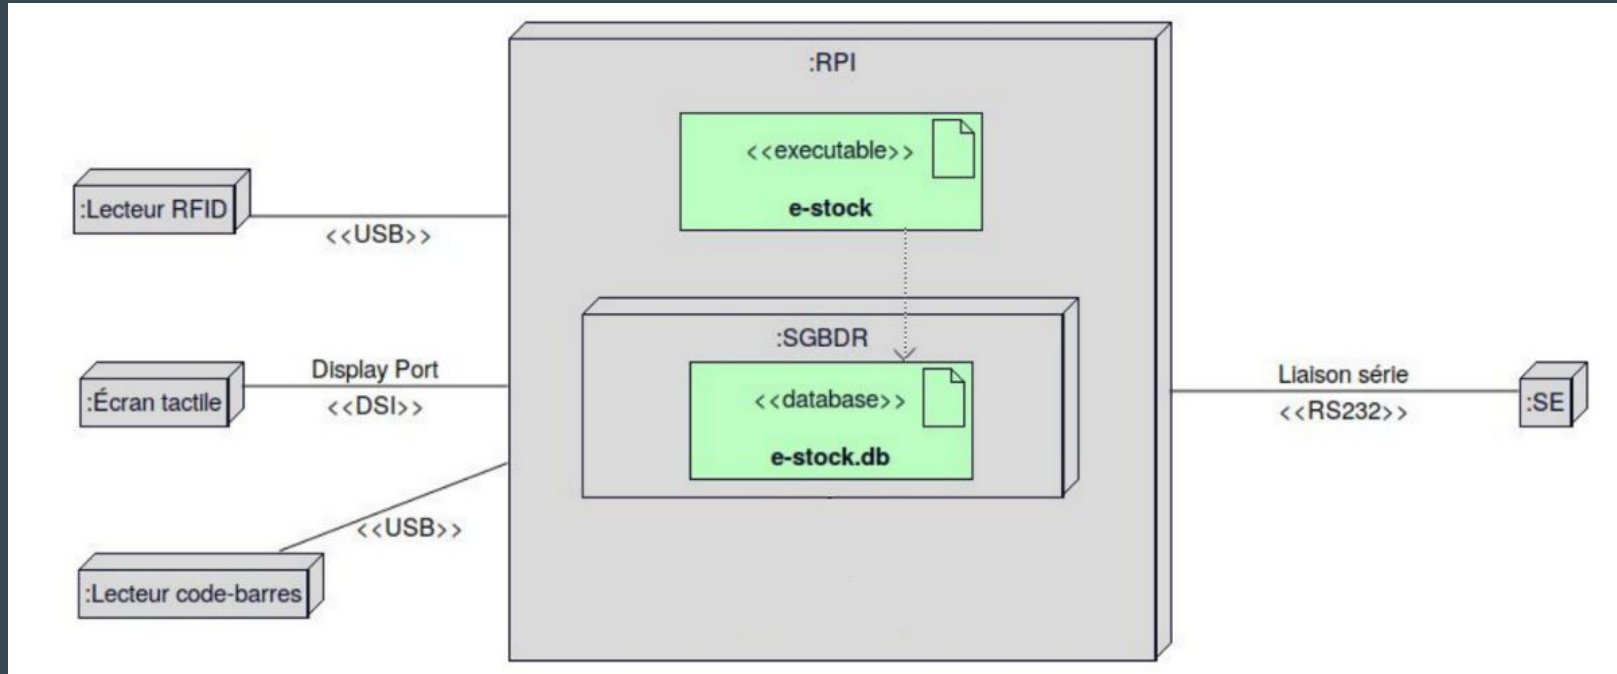 :RPI
<<executable>>
e-stock
:Lecteur RFID
<<USB>>
:SGBDR
Display Port
:Écran tactile
<<DSI>>
<<database>>
e-stock.db
Liaison série
<<RS232>>
:SE
<<USB>>
:Lecteur code-barres